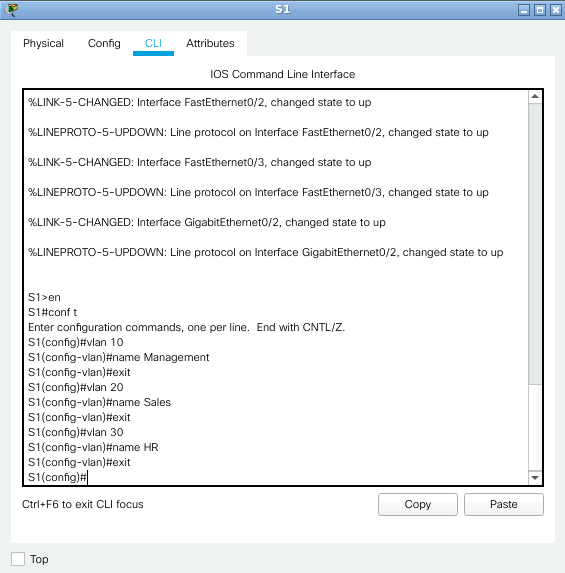 S1
Physical Config CLI Attributes
IOS Command Line Interface
%LINK-5-CHANGED: Interface FastEthernet0/2, changed state to up
%LINEPROTO-5-UPDOWN: Line protocol on Interface FastEthernet0/2, changed state to up
%LINK-5-CHANGED: Interface FastEthernet0/3, changed state to up
%LINEPROTO-5-UPDOWN: Line protocol on Interface FastEthernet0/3, changed state to up
%LINK-5-CHANGED: Interface GigabitEthernet0/2, changed state to up
%LINEPROTO-5-UPDOWN: Line protocol on Interface GigabitEthernet0/2, changed state to up
S1>en
S1#conf t
Enter configuration commands, one per line.  End with CNTL/Z.
S1(config)#vlan 10
S1(config-vlan)#name Management
S1(config-vlan)#exit
S1(config)#vlan 20
S1(config-vlan)#name Sales
S1(config-vlan)#exit
S1(config)#vlan 30
S1(config-vlan)#name HR
S1(config-vlan)#exit
S1(config)#
Ctrl+F6 to exit CLI focus
Copy Paste
Top